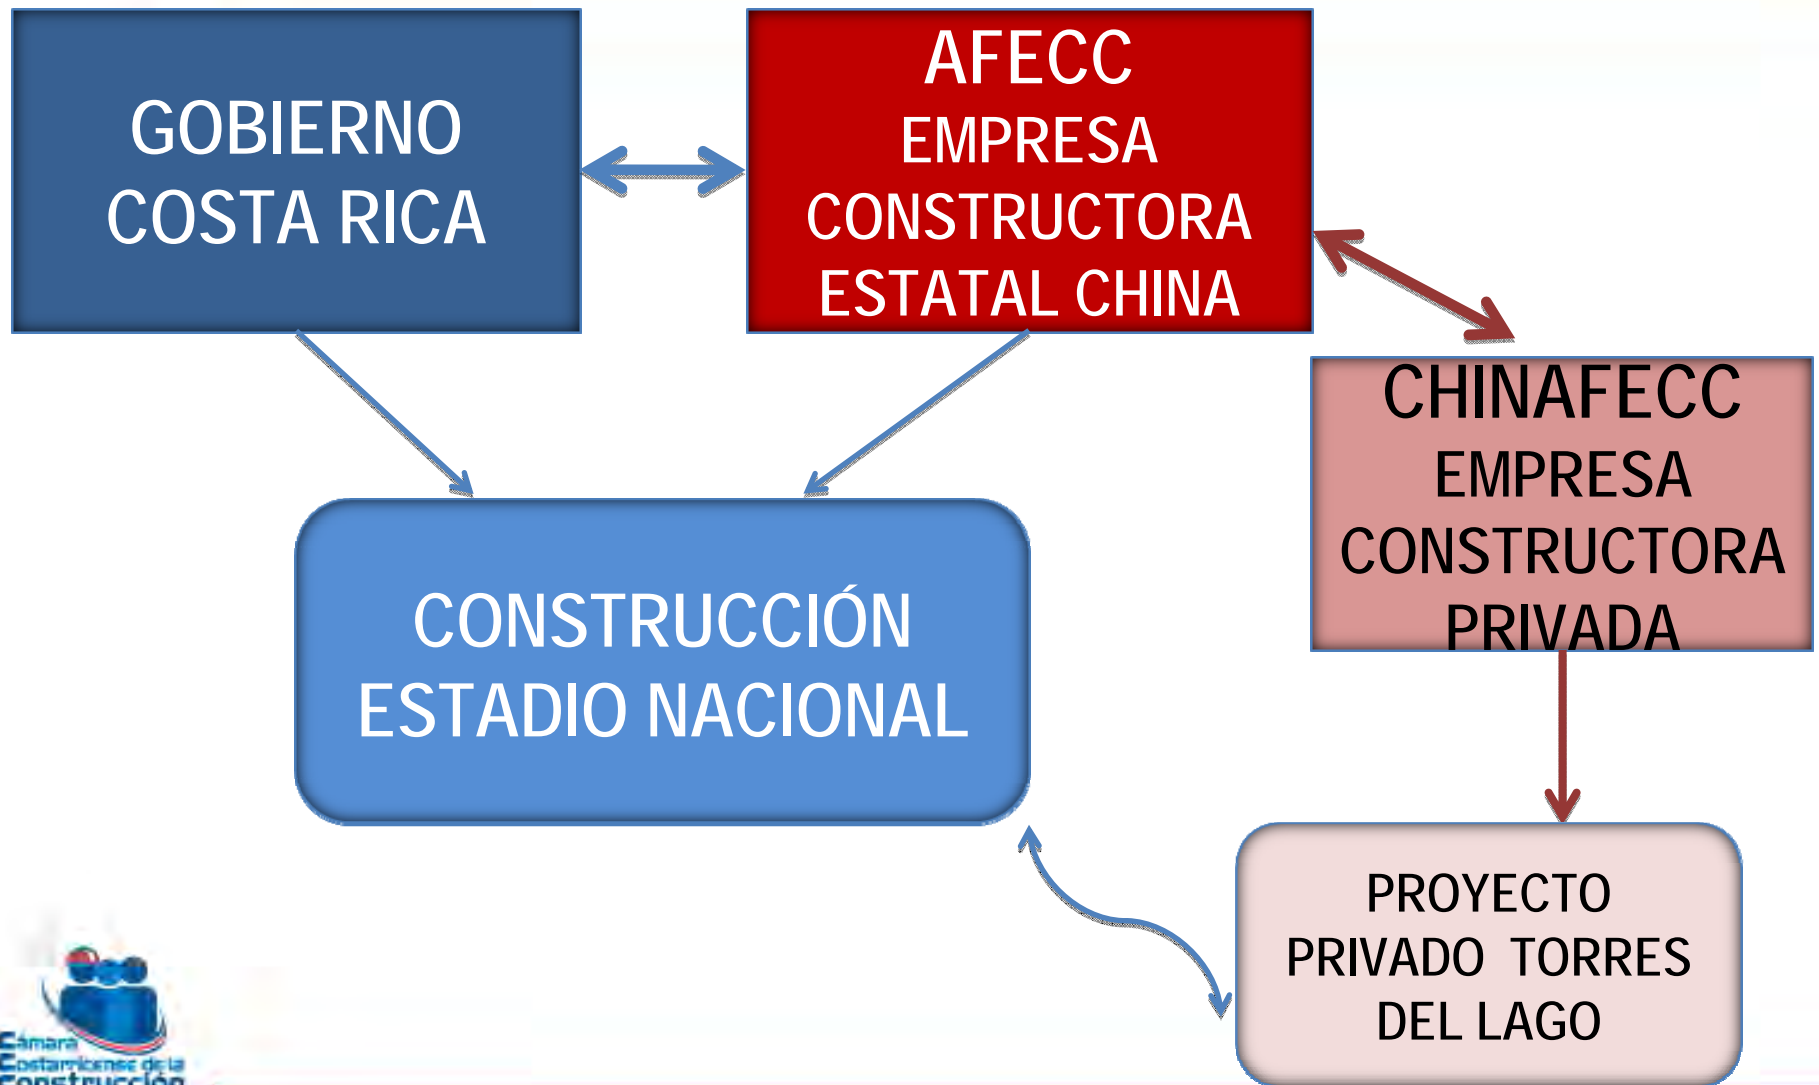 GOBIERNO
COSTA RICA
AFECC
EMPRESA
CONSTRUCTORA
ESTATAL CHINA
CHINAFECC
EMPRESA
CONSTRUCTORA
PRIVADA
CONSTRUCCIÓN
ESTADIO NACIONAL
PROYECTO
PRIVADO TORRES
DEL LAGO
Cámara
Costarricense de la
Construcción